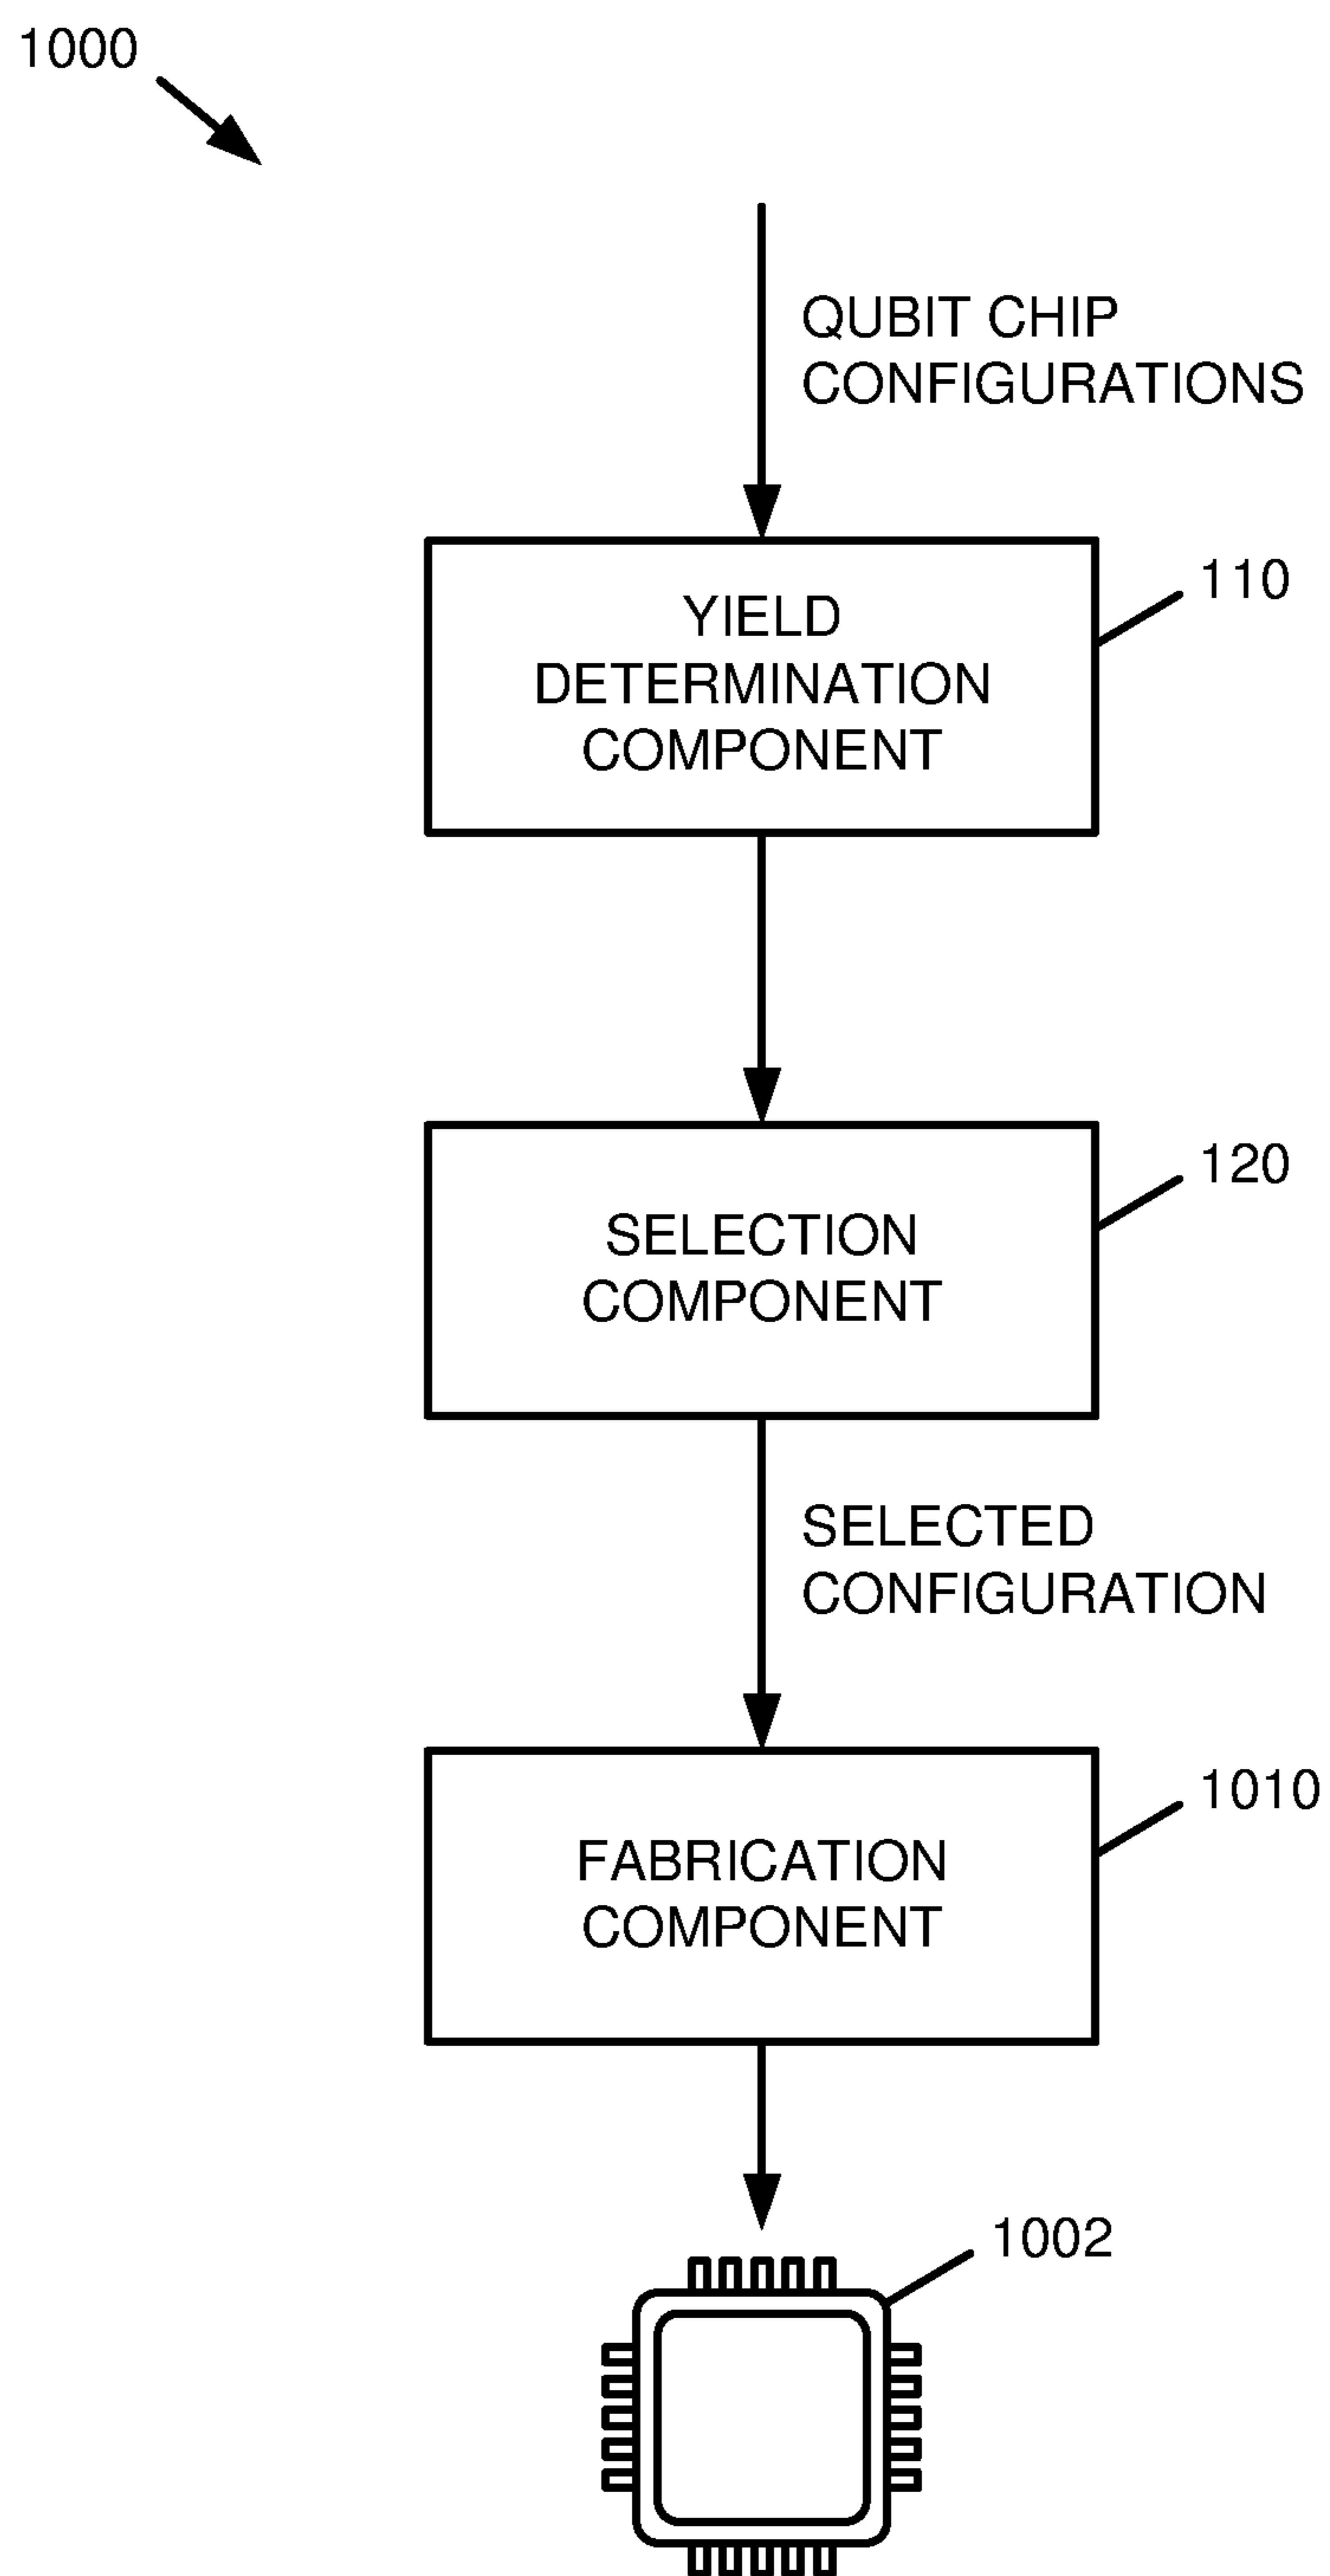 1000
QUBIT CHIP
CONFIGURATIONS
110
YIELD
DETERMINATION
COMPONENT
120
SELECTION
COMPONENT
SELECTED
CONFIGURATION
1010
FABRICATION
COMPONENT
1002